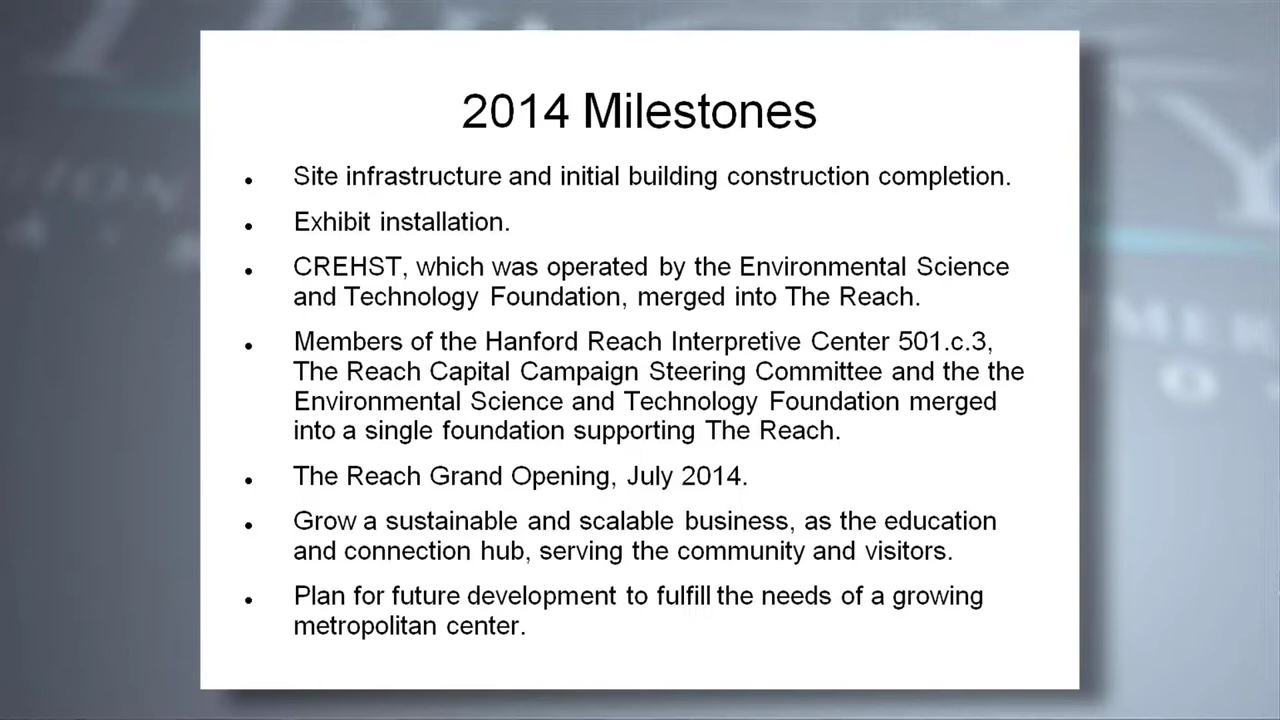 2014 Milestones
• Site infrastructure and initial building construction completion.
• Exhibit installation.
• CREHST, which was operated by the Environmental Science
and Technology Foundation, merged into The Reach.
• Members of the Hanford Reach Interpretive Center 501.c.3,
The Reach Capital Campaign Steering Committee and the the
Environmental Science and Technology Foundation merged
into a single foundation supporting The Reach.
• The Reach Grand Opening, July 2014.
• Grow a sustainable and scalable business, as the education
and connection hub, serving the community and visitors.
• Plan for future development to fulfill the needs of a growing
metropolitan center.